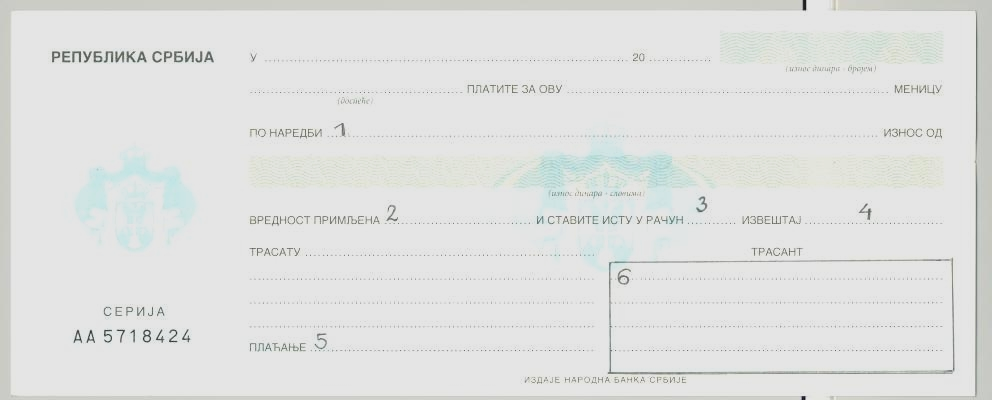 РЕПУБЛИКА СРБИЈА
У ........ 20 ........
(износ динара - бројем)
........ ПЛАТИТЕ ЗА ОВУ ........ МЕНИЦУ
(доспеће)
ПО НАРЕДБИ 1 ........ ИЗНОС ОД
(износ динара - словима)
ВРЕДНОСТ ПРИМЉЕНА 2 ........ И СТАВИТЕ ИСТУ У РАЧУН 3 ........ ИЗВЕШТАЈ 4
ТРАСАТУ ........ ТРАСАНТ
6
СЕРИЈА
АА 5718424
ПЛАЋАЊЕ 5
ИЗДАЈЕ НАРОДНА БАНКА СРБИЈЕ